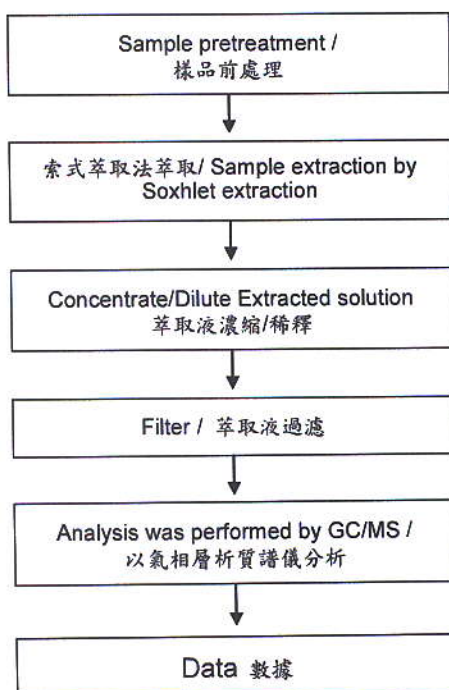 Sample pretreatment /
樣品前處理
索式萃取法萃取/ Sample extraction by
Soxhlet extraction
Concentrate/Dilute Extracted solution
萃取液濃縮/稀釋
Filter / 萃取液過濾
Analysis was performed by GC/MS /
以氣相層析質譜儀分析
Data 數據